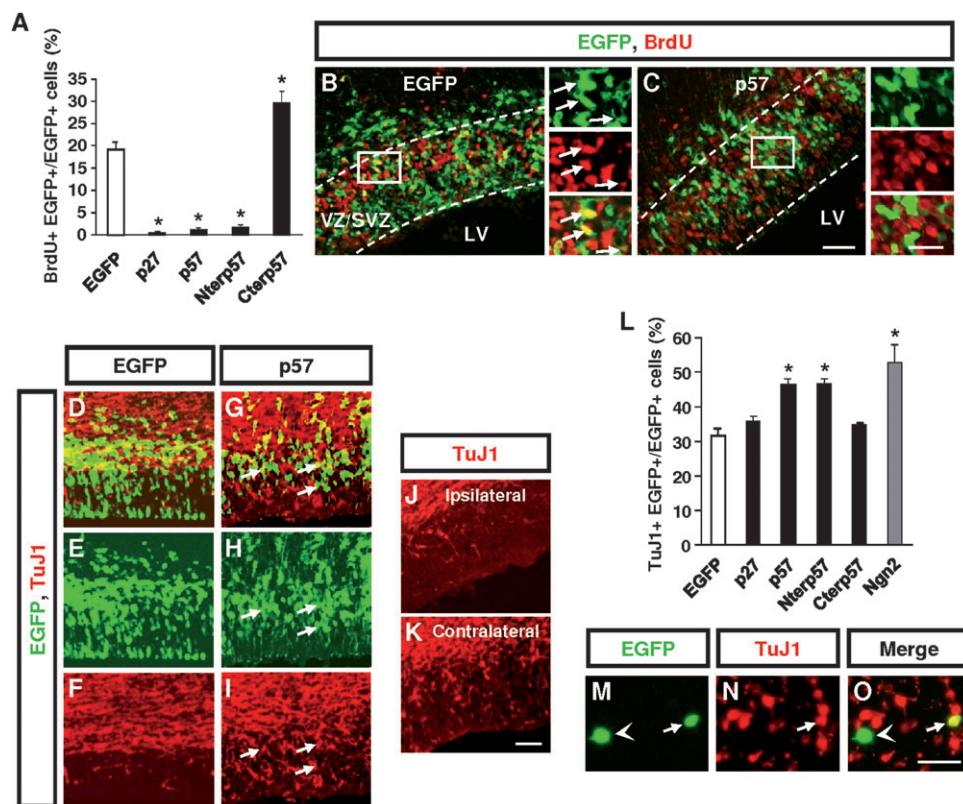 A
BrdU+ EGFP+/EGFP+ cells (%)
35
30
25
20
15
10
5
0
*
*
*
*
EGFP
p27
p57
Nterp57
Cterp57
EGFP, BrdU
B
EGFP
VZ/SVZ
LV
C
p57
LV
EGFP
p57
EGFP, TuJ1
D
G
E
H
F
I
TuJ1
J
Ipsilateral
K
Contralateral
L
TuJ1+ EGFP+/EGFP+ cells (%)
60
50
40
30
20
10
0
*
*
*
EGFP
p27
p57
Nterp57
Cterp57
Ngn2
EGFP
TuJ1
Merge
M
N
O